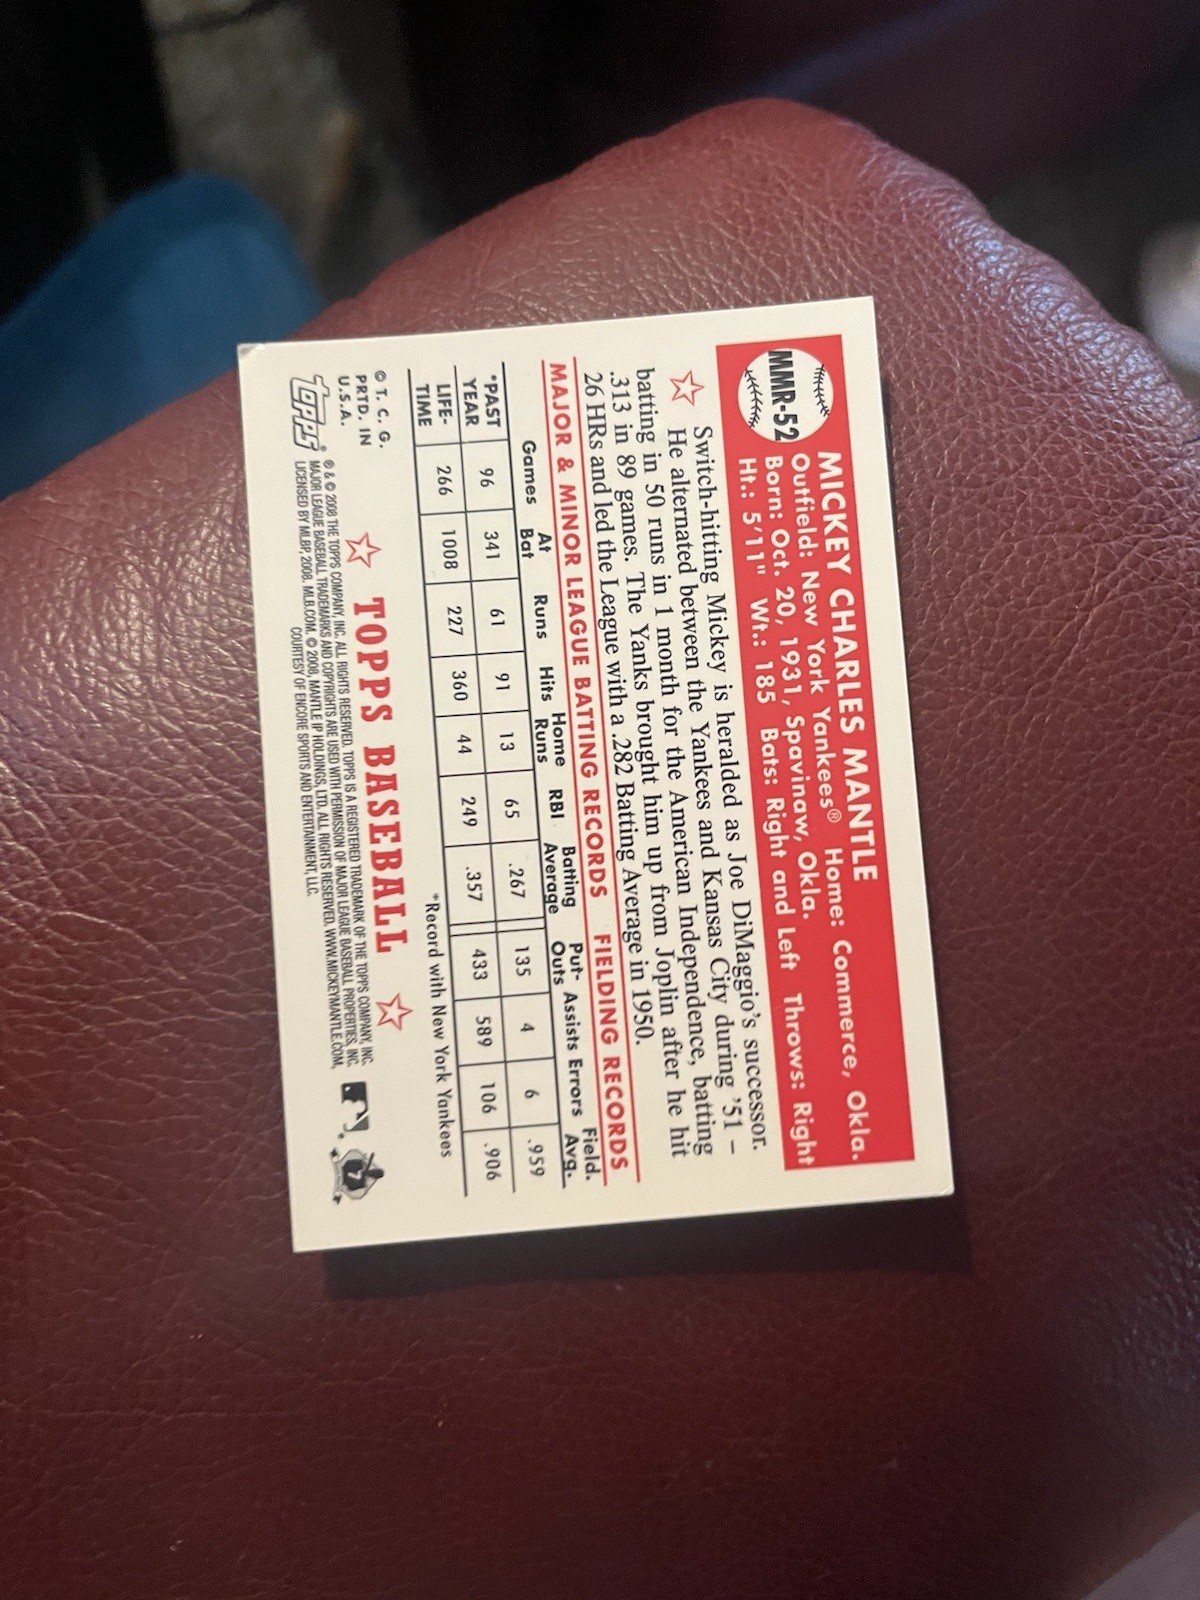 MMR-52
MICKEY CHARLES MANTLE
Outfield: New York Yankees® Home: Commerce, Okla.
Born: Oct. 20, 1931, Spavinaw, Okla.
Ht.: 5'11" Wt.: 185 Bats: Right and Left Throws: Right
Switch-hitting Mickey is heralded as Joe DiMaggio's successor.
He alternated between the Yankees and Kansas City during '51 –
batting in 50 runs in 1 month for the American Independence, batting
.313 in 89 games. The Yanks brought him up from Joplin after he hit
26 HRs and led the League with a .282 Batting Average in 1950.
MAJOR & MINOR LEAGUE BATTING RECORDS FIELDING RECORDS
Games At Bat Runs Hits Home Runs RBI Batting Average Put-Outs Assists Errors Field. Avg.
*PAST YEAR 96 341 61 91 13 65 .267 135 4 6 .959
LIFE-TIME 266 1008 227 360 44 249 .357 433 589 106 .906
*Record with New York Yankees
© T. C. G.
PRTD. IN
U.S.A.
TOPPS BASEBALL
topps®
® & © 2008 THE TOPPS COMPANY, INC. ALL RIGHTS RESERVED. TOPPS IS A REGISTERED TRADEMARK OF THE TOPPS COMPANY, INC.
MAJOR LEAGUE BASEBALL TRADEMARKS AND COPYRIGHTS ARE USED WITH PERMISSION OF MAJOR LEAGUE BASEBALL PROPERTIES, INC.
LICENSED BY MLBP, 2008. MLB.COM. © 2008, MANTLE IP HOLDINGS, LTD. ALL RIGHTS RESERVED. WWW.MICKEYMANTLE.COM,
COURTESY OF ENCORE SPORTS AND ENTERTAINMENT, LLC.
7